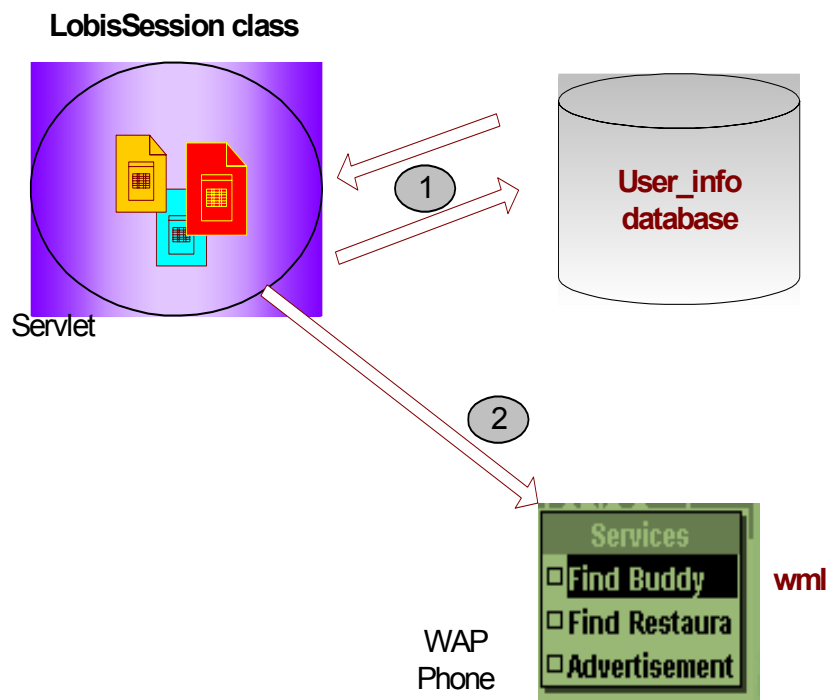 LobisSession class
1
User_info
database
Servlet
2
Services
Find Buddy
Find Restaura
Advertisement
wml
WAP
Phone